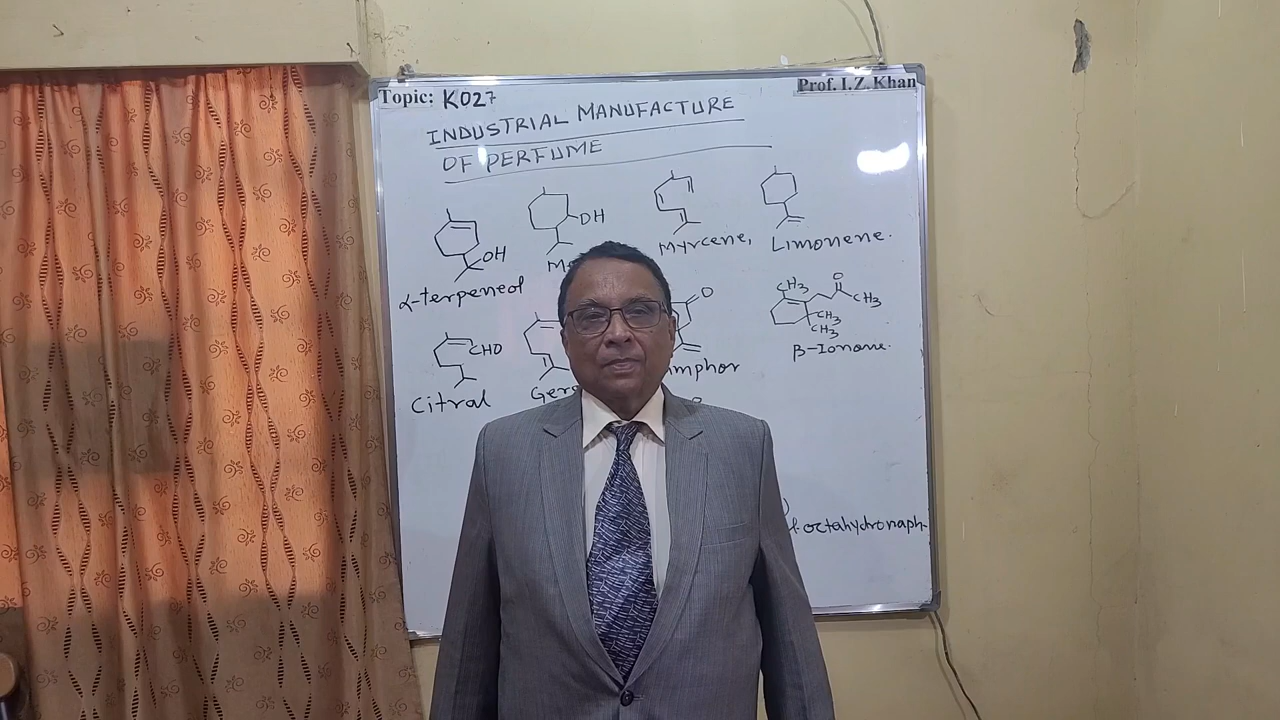 Topic: K027 Prof. I.Z. Khan
INDUSTRIAL MANUFACTURE
OF PERFUME
OH
OH
α-terpeneol
Myrcene,
Limonene.
CHO
O
CH3
O
CH3
CH3
CH3
β-Ionone.
Citral
octahydronaph